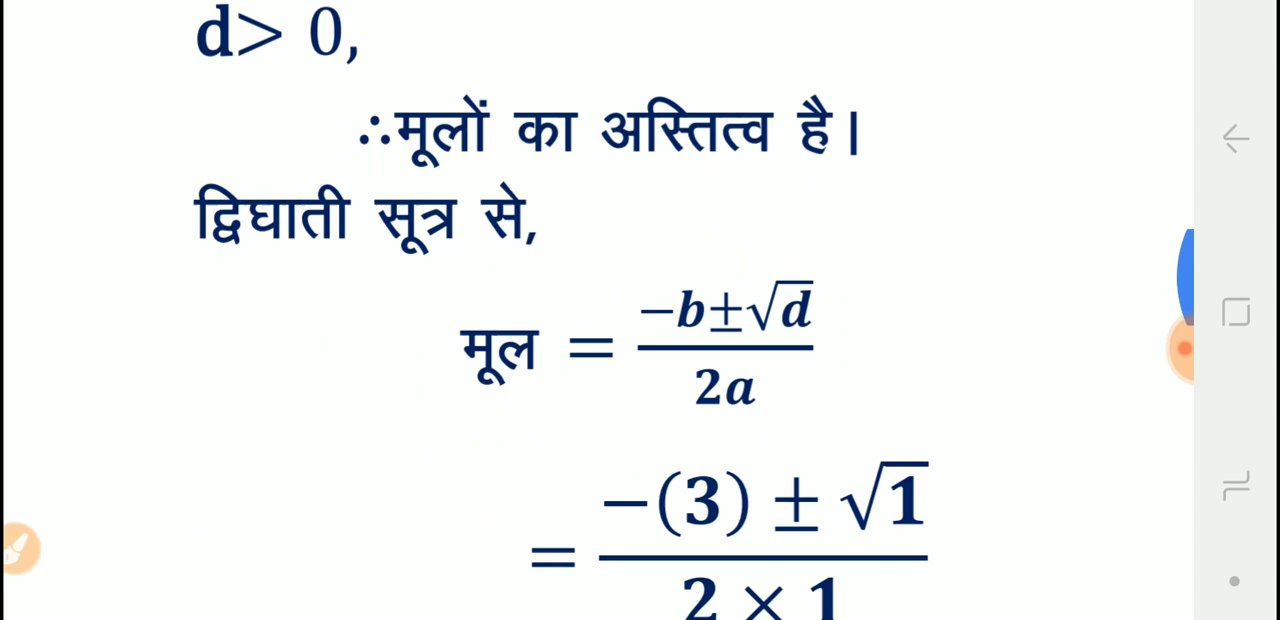 d> 0,
∴मूलों का अस्तित्व है।
द्विघाती सूत्र से,
मूल = (−b±√d)/(2a)
= (−(3) ± √1)/(2 × 1)